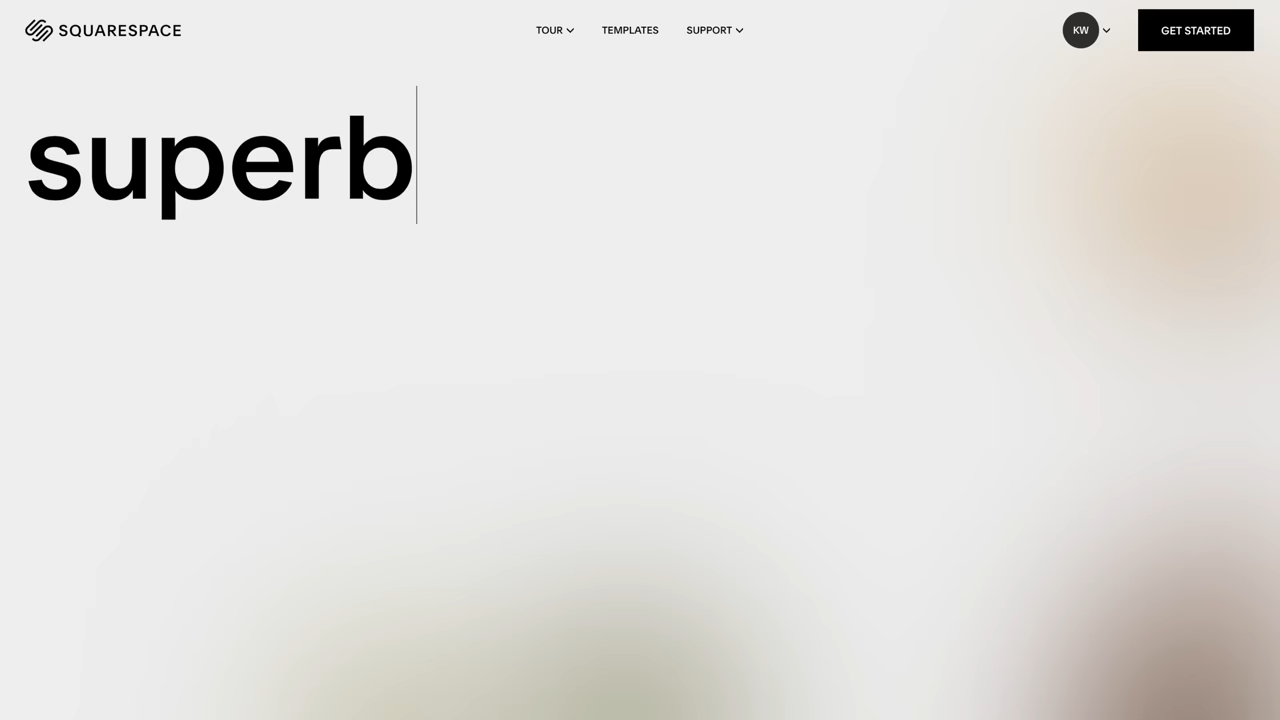 SQUARESPACE
TOUR
TEMPLATES
SUPPORT
KW
GET STARTED
superb